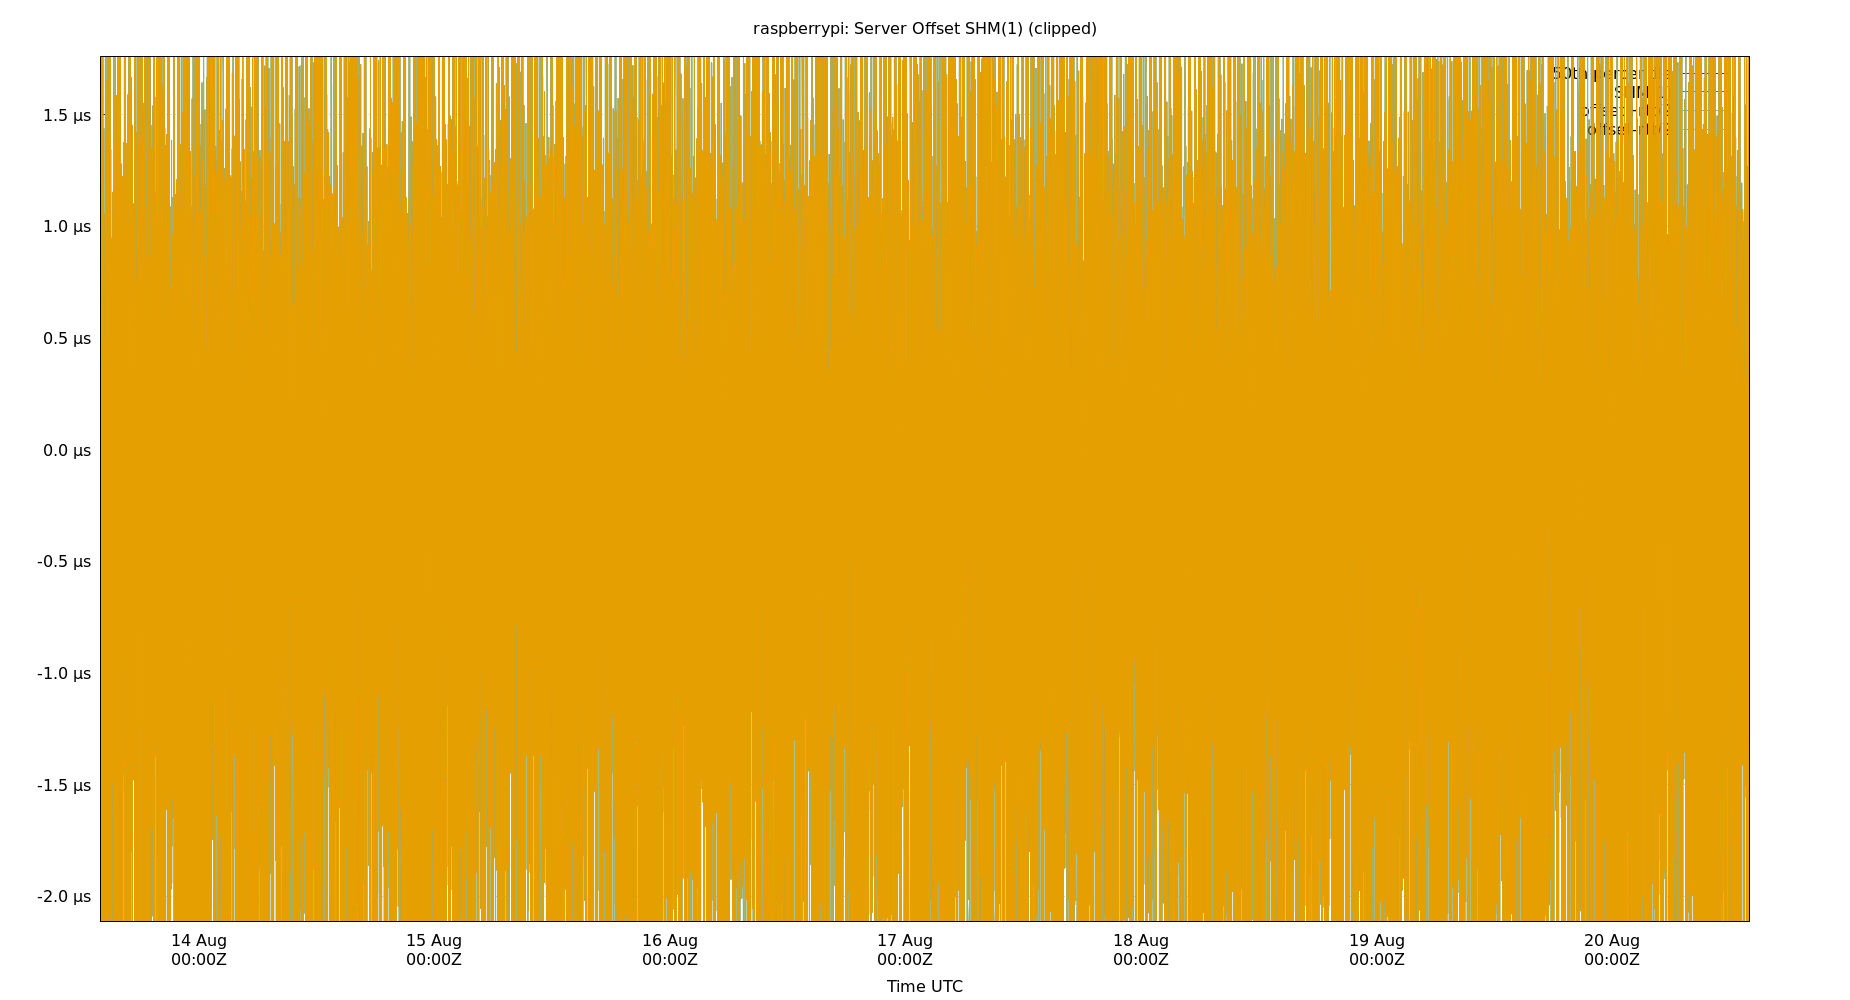 raspberrypi: Server Offset SHM(1) (clipped)
50th percentile
1.5 µs
1.0 µs
0.5 µs
0.0 µs
-0.5 µs
-1.0 µs
-1.5 µs
-2.0 µs
14 Aug 15 Aug 16 Aug 17 Aug 18 Aug 19 Aug 20 Aug
00:00Z 00:00Z 00:00Z 00:00Z 00:00Z 00:00Z 00:00Z
Time UTC